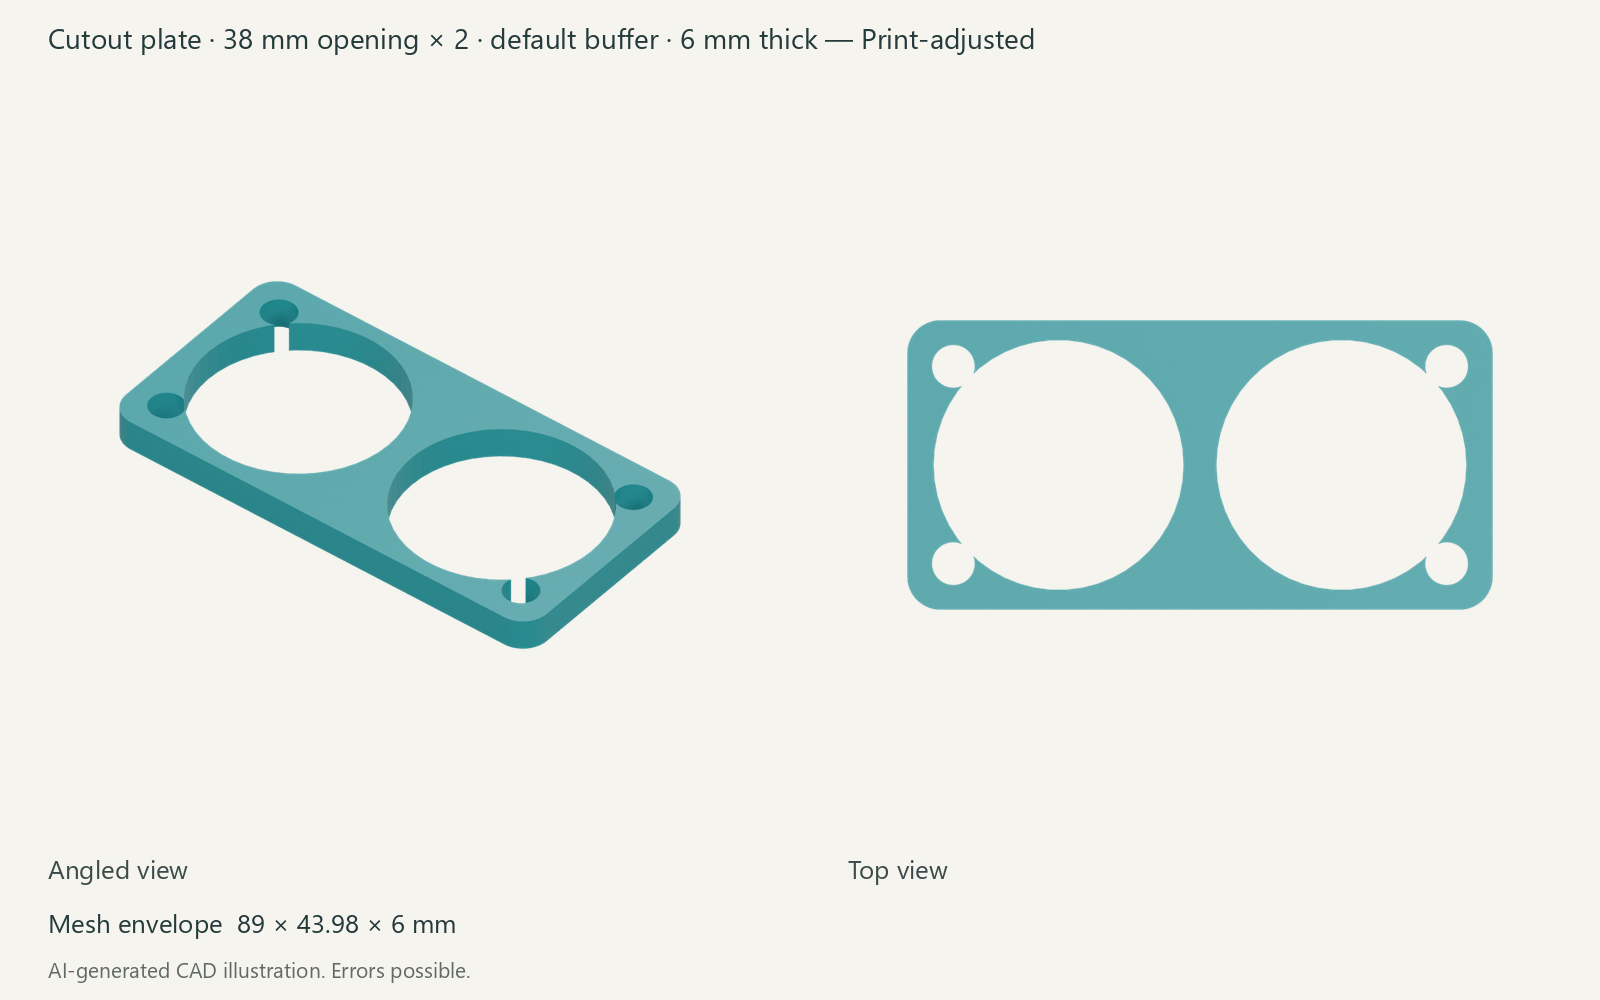 Cutout plate · 38 mm opening × 2 · default buffer · 6 mm thick — Print-adjusted
Angled view
Top view
Mesh envelope 89 × 43.98 × 6 mm
AI-generated CAD illustration. Errors possible.